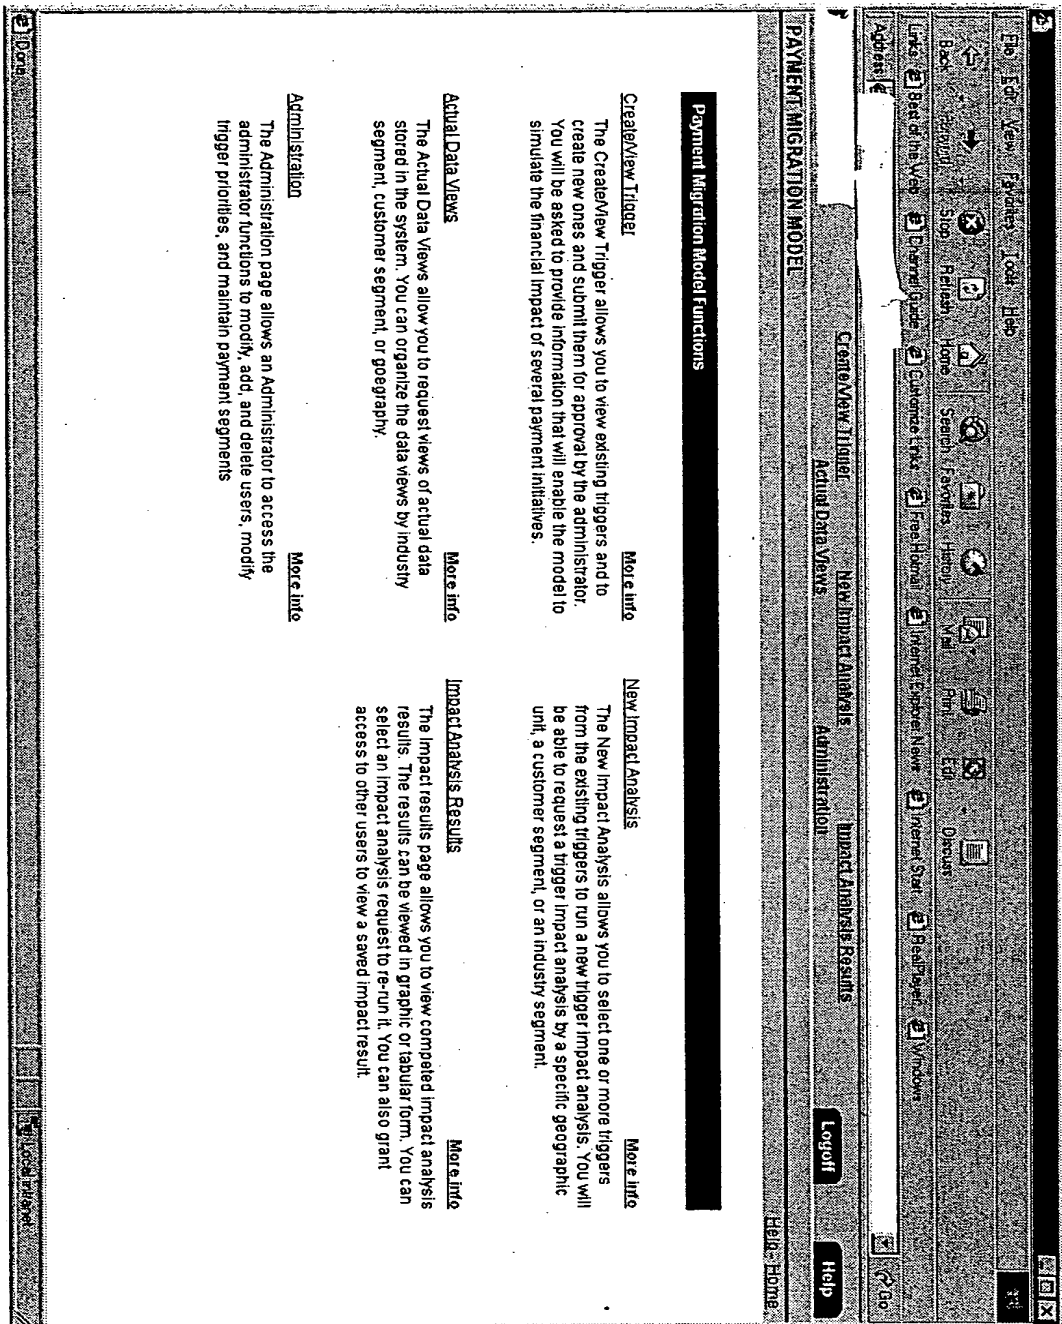 File Edit View Favorites Tools Help
Back Forward Stop Refresh Home Search Favorites History Mail Print Edit Discuss
Links Best of the Web Channel Guide Customize Links Free Hotmail Internet Explorer News Internet Start RealPlayer Windows
Address Go
Create/View Trigger New Impact Analysis Impact Analysis Results
Actual Data Views Administration
Logoff Help
PAYMENT MIGRATION MODEL
Help - Home
Payment Migration Model Functions
Create/View Trigger More info
The Create/View Trigger allows you to view existing triggers and to
create new ones and submit them for approval by the administrator.
You will be asked to provide information that will enable the model to
simulate the financial impact of several payment initiatives.
New Impact Analysis More info
The New Impact Analysis allows you to select one or more triggers
from the existing triggers to run a new trigger impact analysis. You will
be able to request a trigger impact analysis by a specific geographic
unit, a customer segment, or an industry segment.
Actual Data Views More info
The Actual Data Views allow you to request views of actual data
stored in the system. You can organize the data views by industry
segment, customer segment, or goegraphy.
Impact Analysis Results More info
The Impact results page allows you to view competed impact analysis
results. The results can be viewed in graphic or tabular form. You can
select an impact analysis request to re-run it. You can also grant
access to other users to view a saved impact result.
Administration More info
The Administration page allows an Administrator to access the
administrator functions to modify, add, and delete users, modify
trigger priorities, and maintain payment segments
Done Local intranet